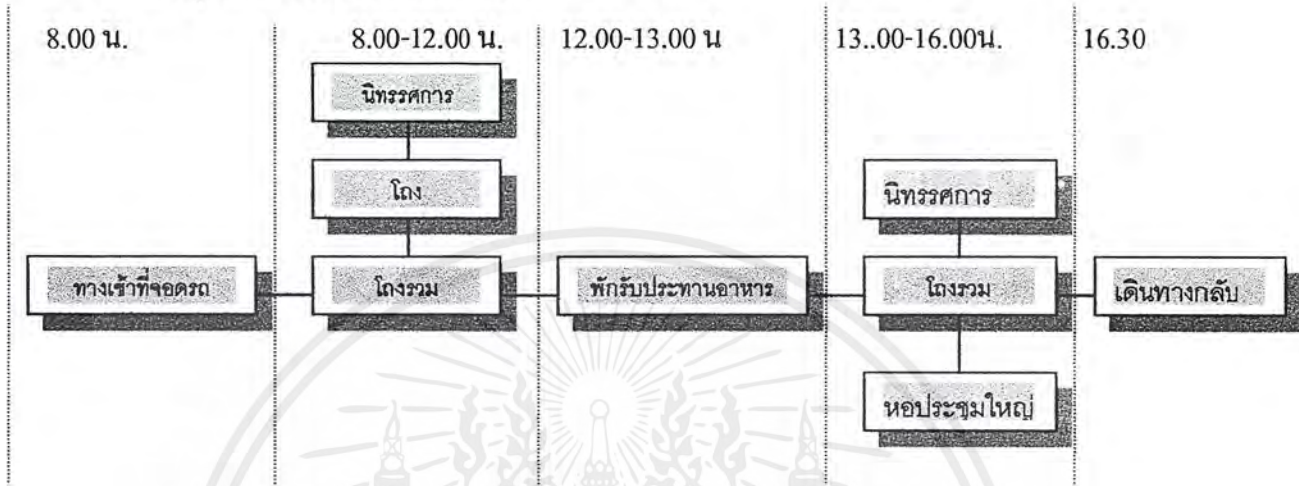 8.00 น.
8.00-12.00 น.
12.00-13.00 น
13..00-16.00น.
16.30
นิทรรศการ
โถง
นิทรรศการ
ทางเข้าที่จอดรถ
โถงรวม
พักรับประทานอาหาร
โถงรวม
เดินทางกลับ
หอประชุมใหญ่